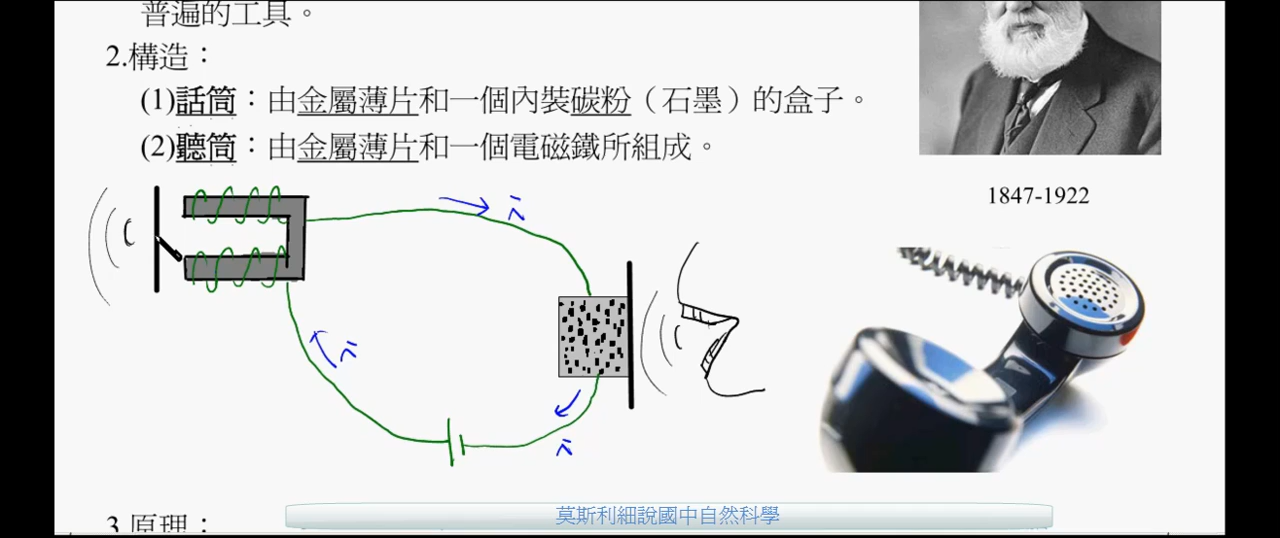 普遍的工具。
2.構造：
(1)話筒：由金屬薄片和一個內裝碳粉（石墨）的盒子。
(2)聽筒：由金屬薄片和一個電磁鐵所組成。
1847-1922
3.原理：
莫斯利細說國中自然科學